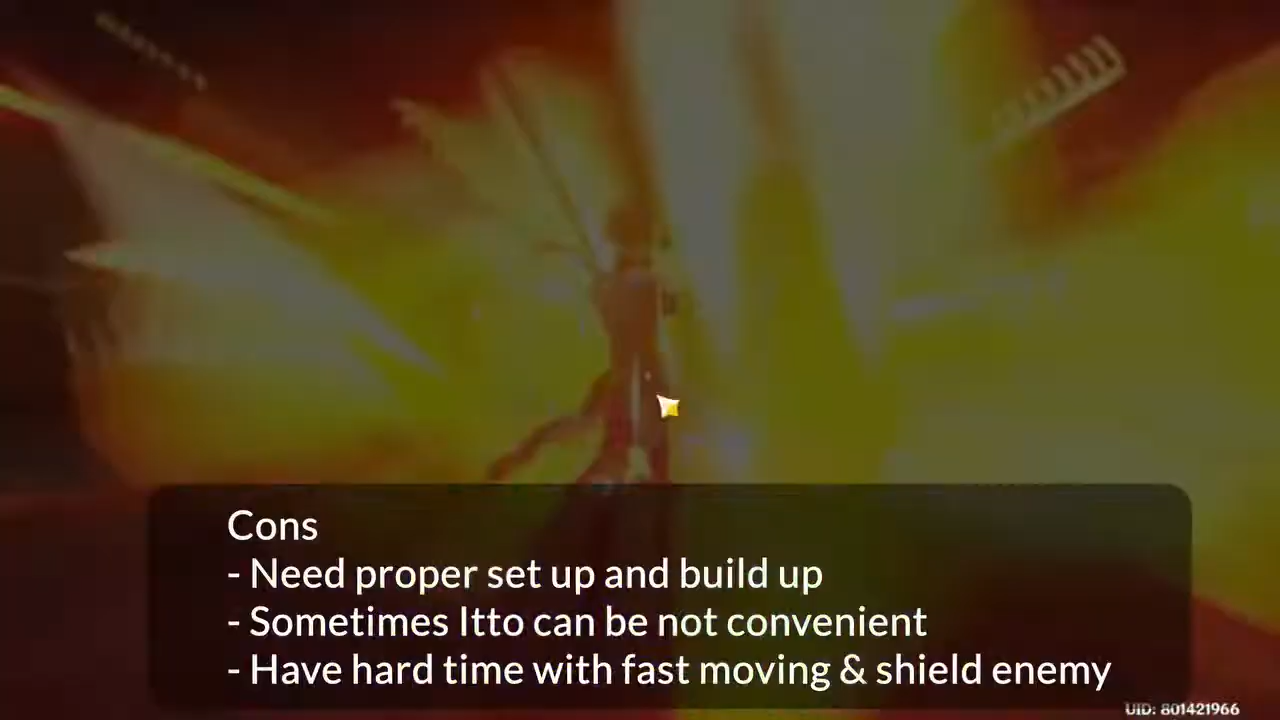 Cons
- Need proper set up and build up
- Sometimes Itto can be not convenient
- Have hard time with fast moving & shield enemy
UID: 801421966